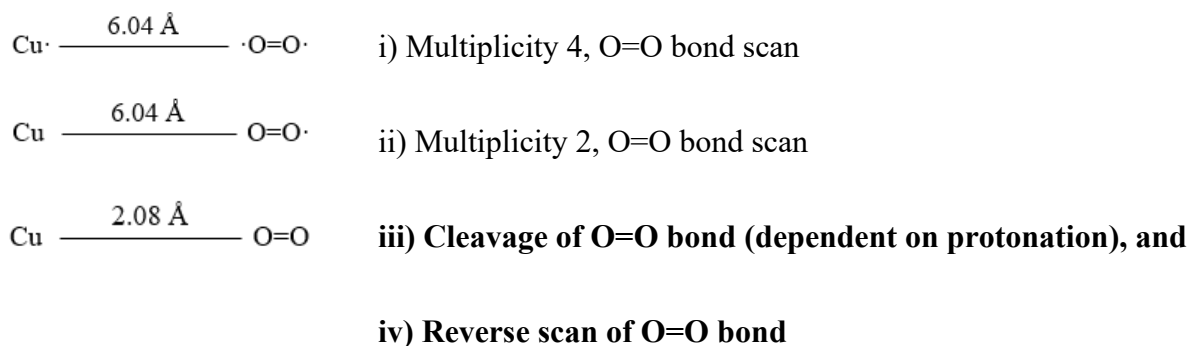 6.04 Å
Cu· ·O=O· i) Multiplicity 4, O=O bond scan
6.04 Å
Cu O=O· ii) Multiplicity 2, O=O bond scan
2.08 Å
Cu O=O iii) Cleavage of O=O bond (dependent on protonation), and
iv) Reverse scan of O=O bond